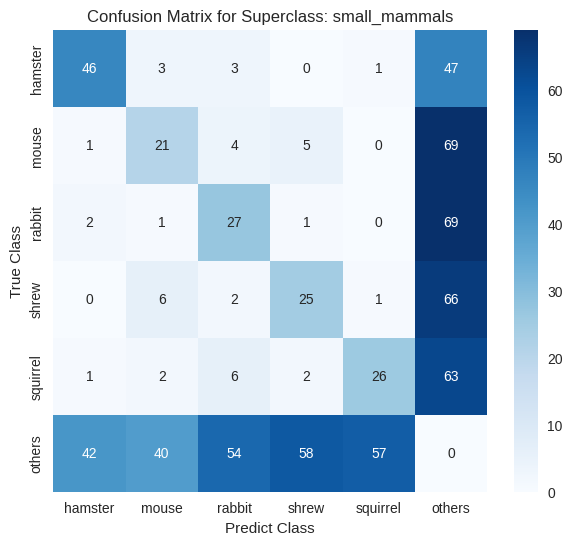 Confusion Matrix for Superclass: small_mammals
True Class
hamster 46 3 3 0 1 47
mouse 1 21 4 5 0 69
rabbit 2 1 27 1 0 69
shrew 0 6 2 25 1 66
squirrel 1 2 6 2 26 63
others 42 40 54 58 57 0
hamster mouse rabbit shrew squirrel others
Predict Class
60
50
40
30
20
10
0